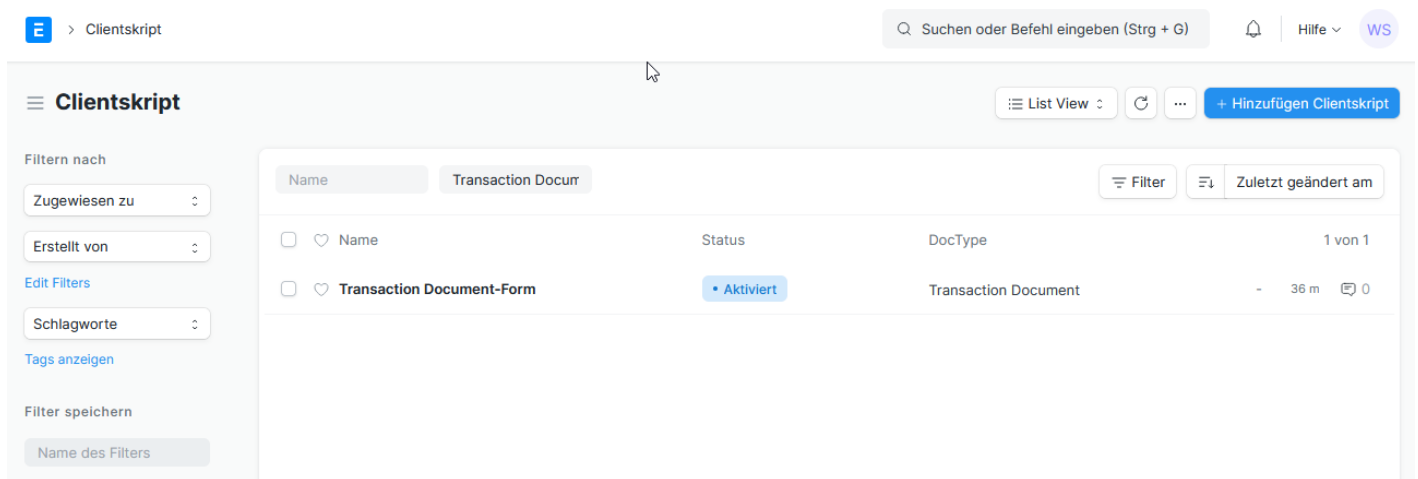 E > Clientskript
Suchen oder Befehl eingeben (Strg + G)
Hilfe
WS
Clientskript
List View
...
+ Hinzufügen Clientskript
Filtern nach
Zugewiesen zu
Erstellt von
Edit Filters
Schlagworte
Tags anzeigen
Filter speichern
Name des Filters
Name
Transaction Docum
Filter
Zuletzt geändert am
Name Status DocType 1 von 1
Transaction Document-Form • Aktiviert Transaction Document - 36 m 0